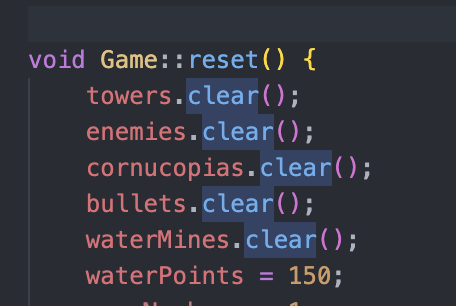 void Game::reset() {
    towers.clear();
    enemies.clear();
    cornucopias.clear();
    bullets.clear();
    waterMines.clear();
    waterPoints = 150;